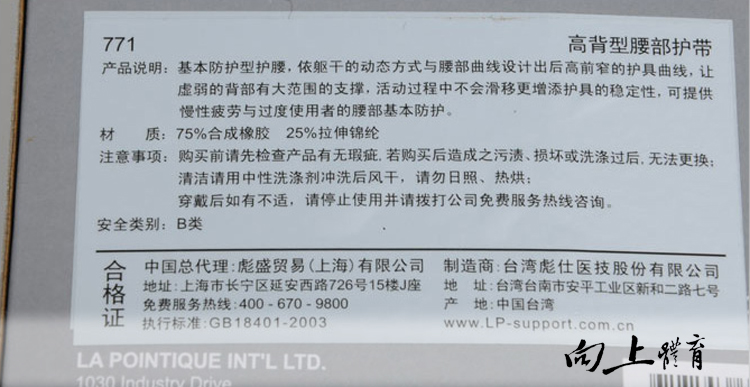 771 高背型腰部护带
产品说明：基本防护型护腰，依躯干的动态方式与腰部曲线设计出后高前窄的护具曲线，让
虚弱的背部有大范围的支撑，活动过程中不会滑移更增添护具的稳定性，可提供
慢性疲劳与过度使用者的腰部基本防护。
材 质：75%合成橡胶 25%拉伸锦纶
注意事项：购买前请先检查产品有无瑕疵，若购买后造成之污渍、损坏或洗涤过后，无法更换；
清洁请用中性洗涤剂冲洗后风干，请勿日照、热烘；
穿戴后如有不适，请停止使用并请拨打公司免费服务热线咨询。
安全类别：B类
合格证
中国总代理：彪盛贸易(上海)有限公司
地址：上海市长宁区延安西路726号15楼J座
免费服务热线：400-670-9800
执行标准：GB18401-2003
制造商：台湾彪仕医技股份有限公司
地 址：台湾台南市安平工业区新和二路七号
产 地：中国台湾
www.LP-support.com.cn
LA POINTIQUE INT'L LTD.
1030 Industry Drive
向上體育